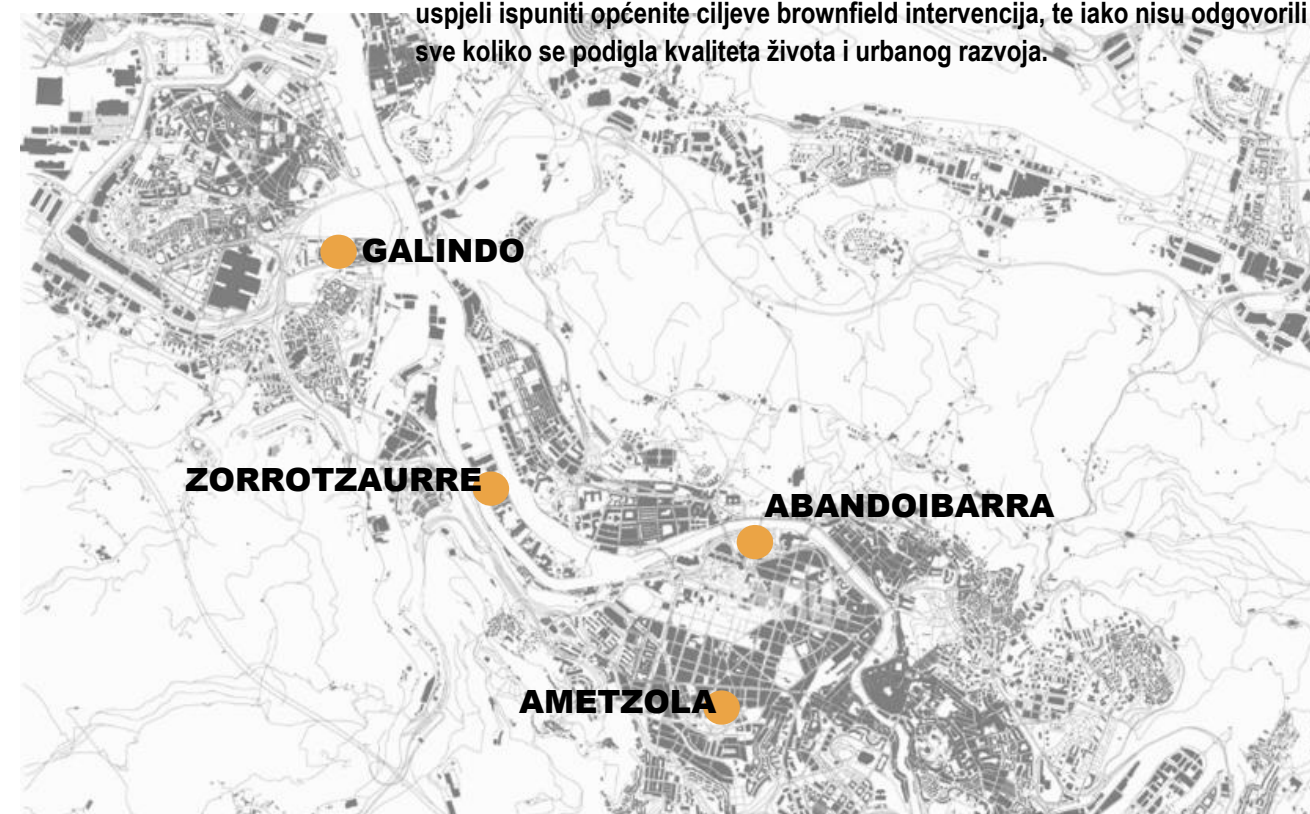 uspjeli ispuniti općenite ciljeve brownfield intervencija, te iako nisu odgovorili
sve koliko se podigla kvaliteta života i urbanog razvoja.
GALINDO
ZORROTZAURRE
ABANDOIBARRA
AMETZOLA